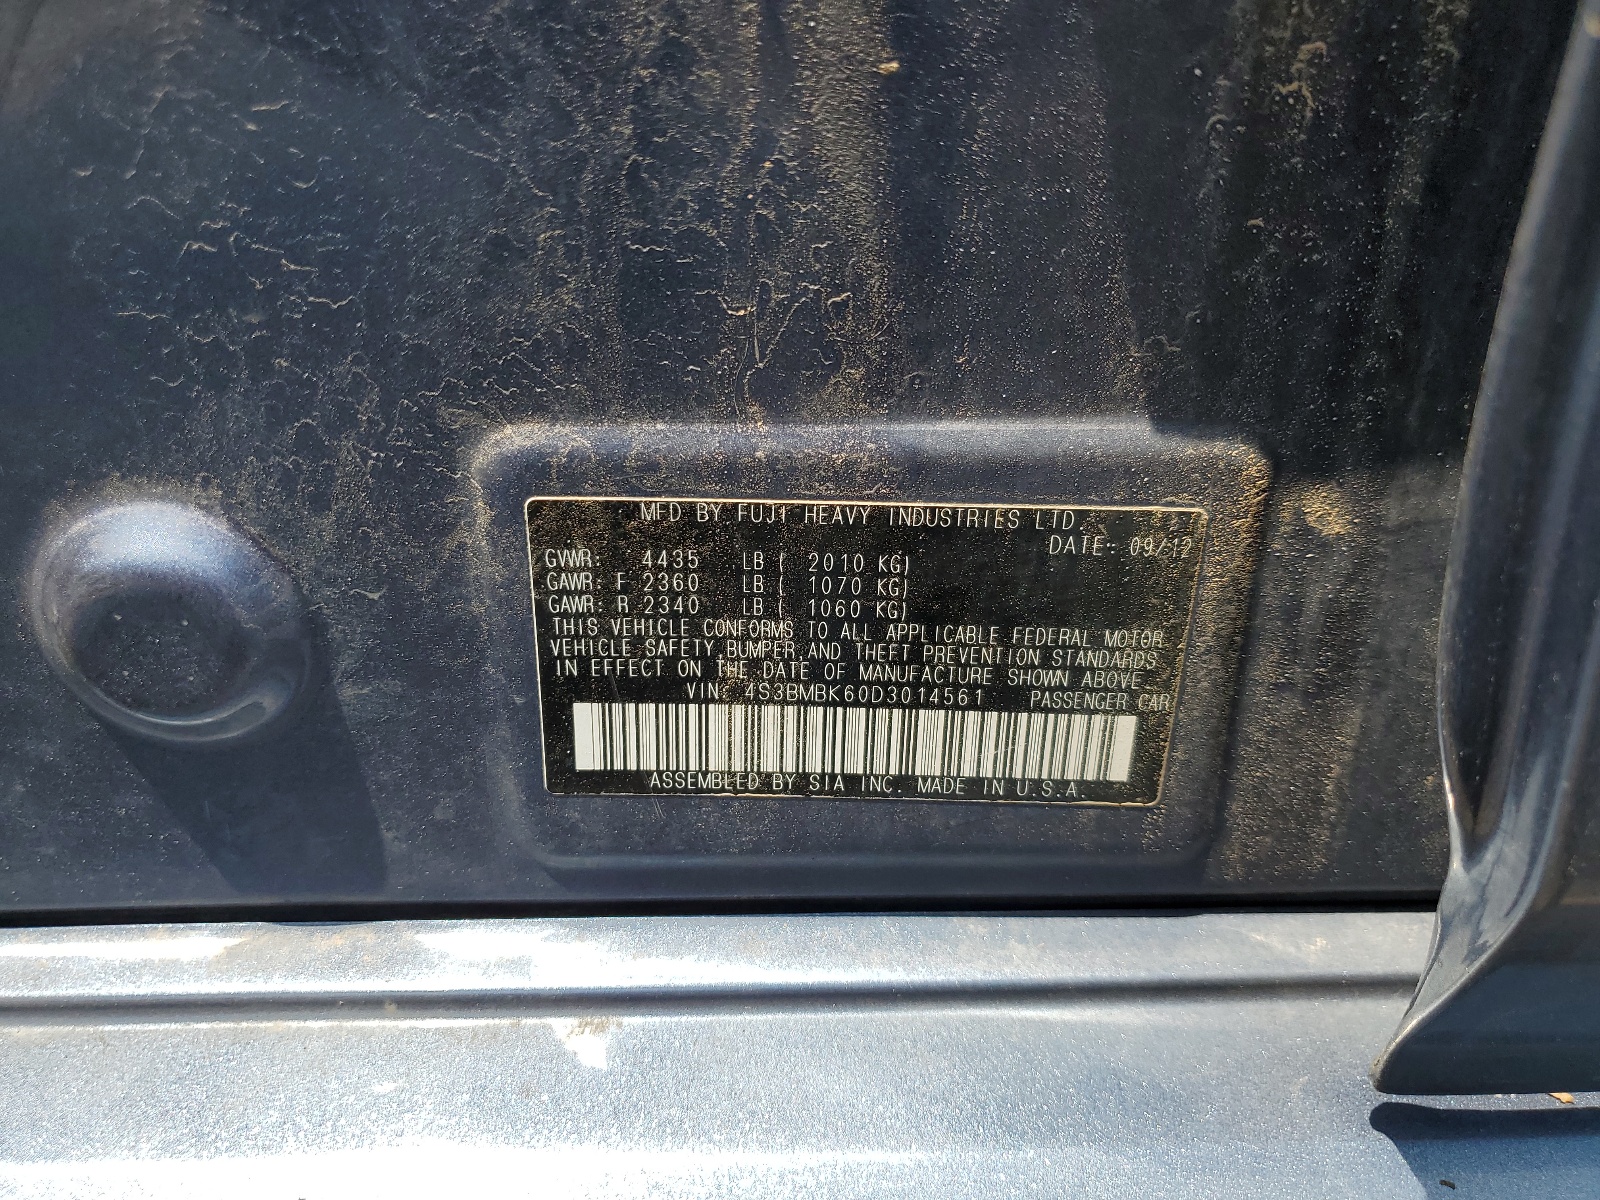 MFD BY FUJI HEAVY INDUSTRIES LTD.
DATE: 09/12
GVWR: 4435 LB ( 2010 KG)
GAWR: F 2360 LB ( 1070 KG)
GAWR: R 2340 LB ( 1060 KG)
THIS VEHICLE CONFORMS TO ALL APPLICABLE FEDERAL MOTOR
VEHICLE SAFETY, BUMPER, AND THEFT PREVENTION STANDARDS
IN EFFECT ON THE DATE OF MANUFACTURE SHOWN ABOVE
VIN: 4S3BMBK60D3014561 PASSENGER CAR
ASSEMBLED BY SIA INC. MADE IN U.S.A.